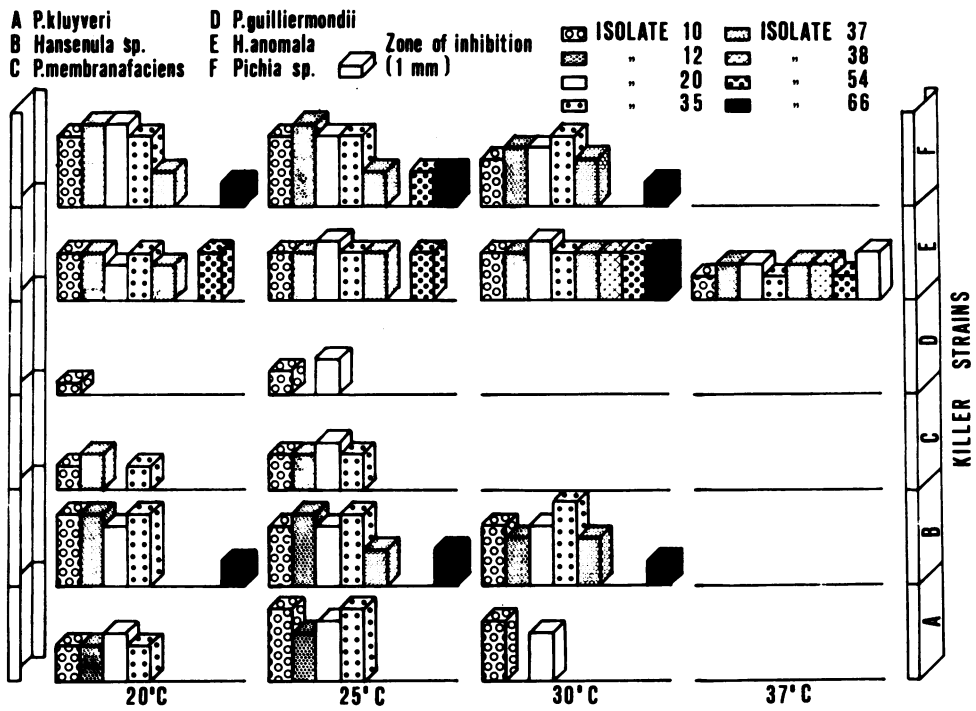 A P.kluyveri
B Hansenula sp.
C P.membranafaciens
D P.guilliermondii
E H.anomala
F Pichia sp.
Zone of inhibition
(1 mm)
ISOLATE 10
" 12
" 20
" 35
ISOLATE 37
" 38
" 54
" 66
F
E
D
C
B
A
KILLER STRAINS
20°C
25°C
30°C
37°C